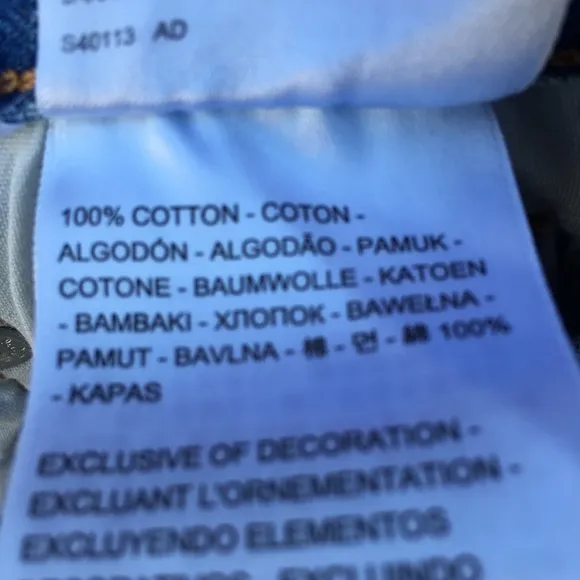 S40113 AD
100% COTTON - COTON -
ALGODÓN - ALGODÃO - PAMUK -
COTONE - BAUMWOLLE - KATOEN
- BAMBAKI - ХЛОПОК - BAWEŁNA -
PAMUT - BAVLNA - 棉 - 면 - 綿 100%
- KAPAS
EXCLUSIVE OF DECORATION -
EXCLUANT L'ORNEMENTATION -
EXCLUYENDO ELEMENTOS
EXCLUINDO